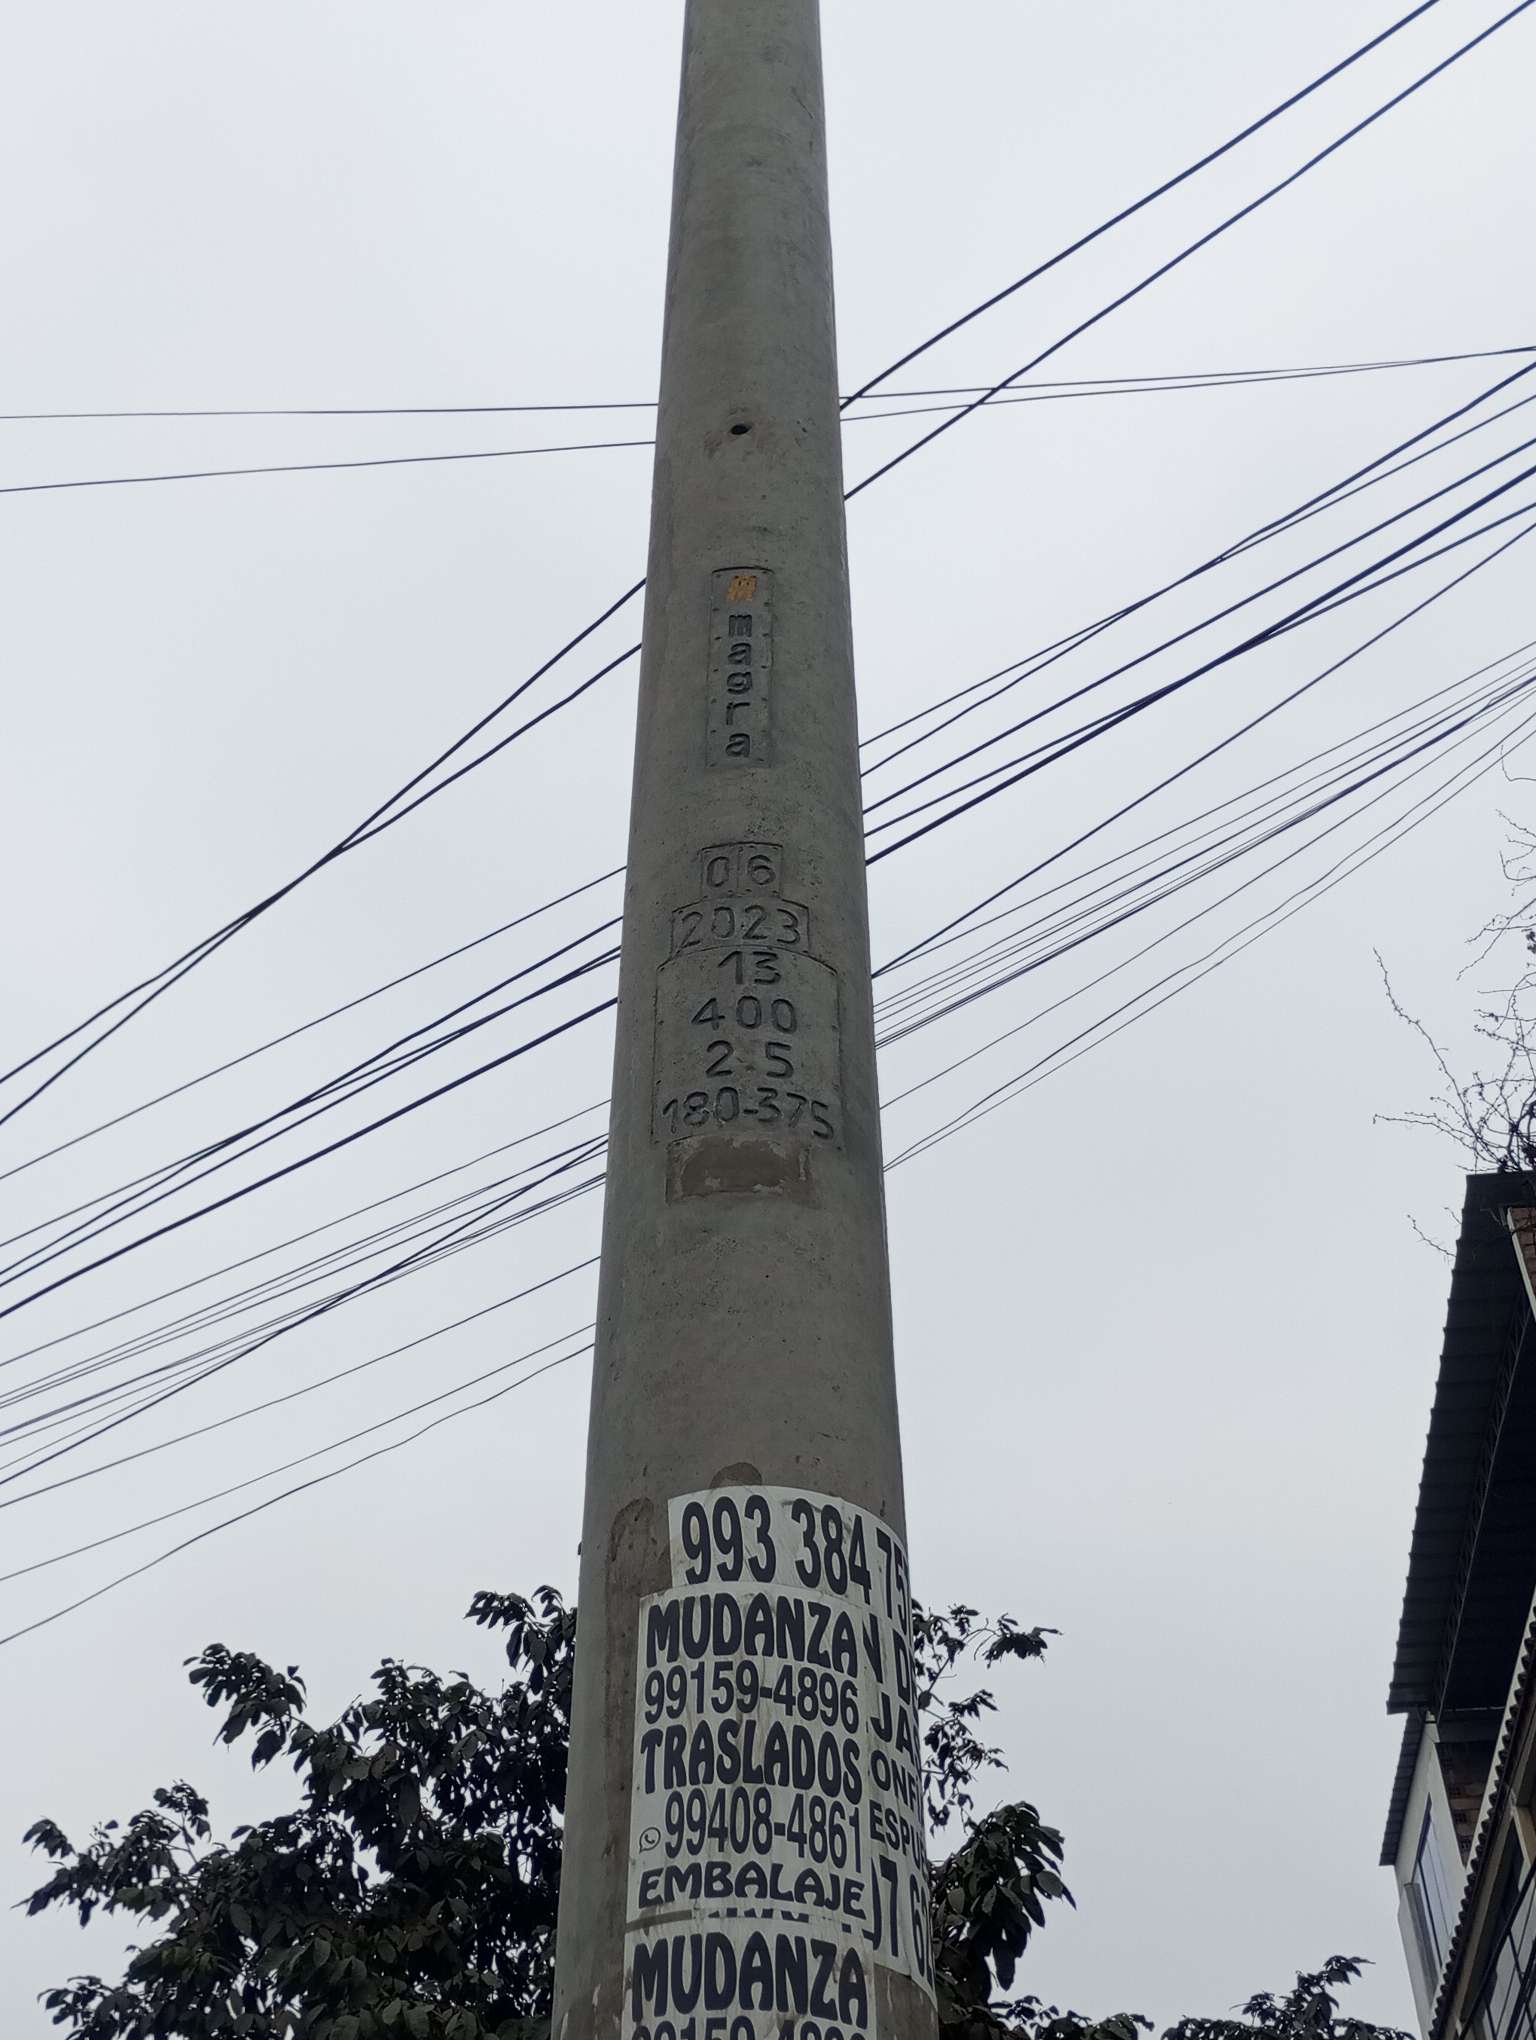 m
magra
06
2023
13
400
2.5
180-375
993 384 75
MUDANZA
99159-4896
TRASLADOS
99408-4861
EMBALAJE
MUDANZA